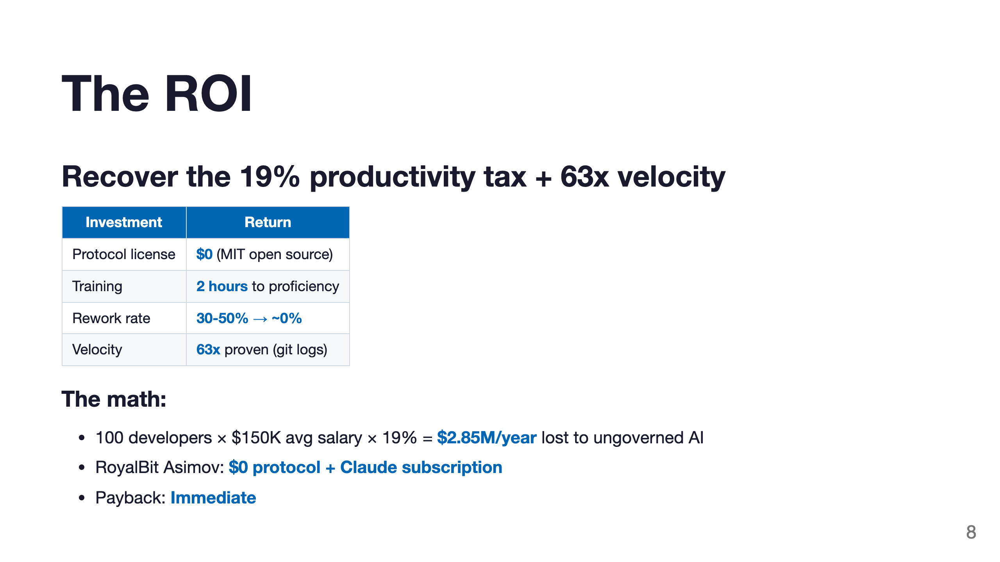 The ROI
Recover the 19% productivity tax + 63x velocity
Investment Return
Protocol license $0 (MIT open source)
Training 2 hours to proficiency
Rework rate 30-50% → ~0%
Velocity 63x proven (git logs)
The math:
• 100 developers × $150K avg salary × 19% = $2.85M/year lost to ungoverned AI
• RoyalBit Asimov: $0 protocol + Claude subscription
• Payback: Immediate
8